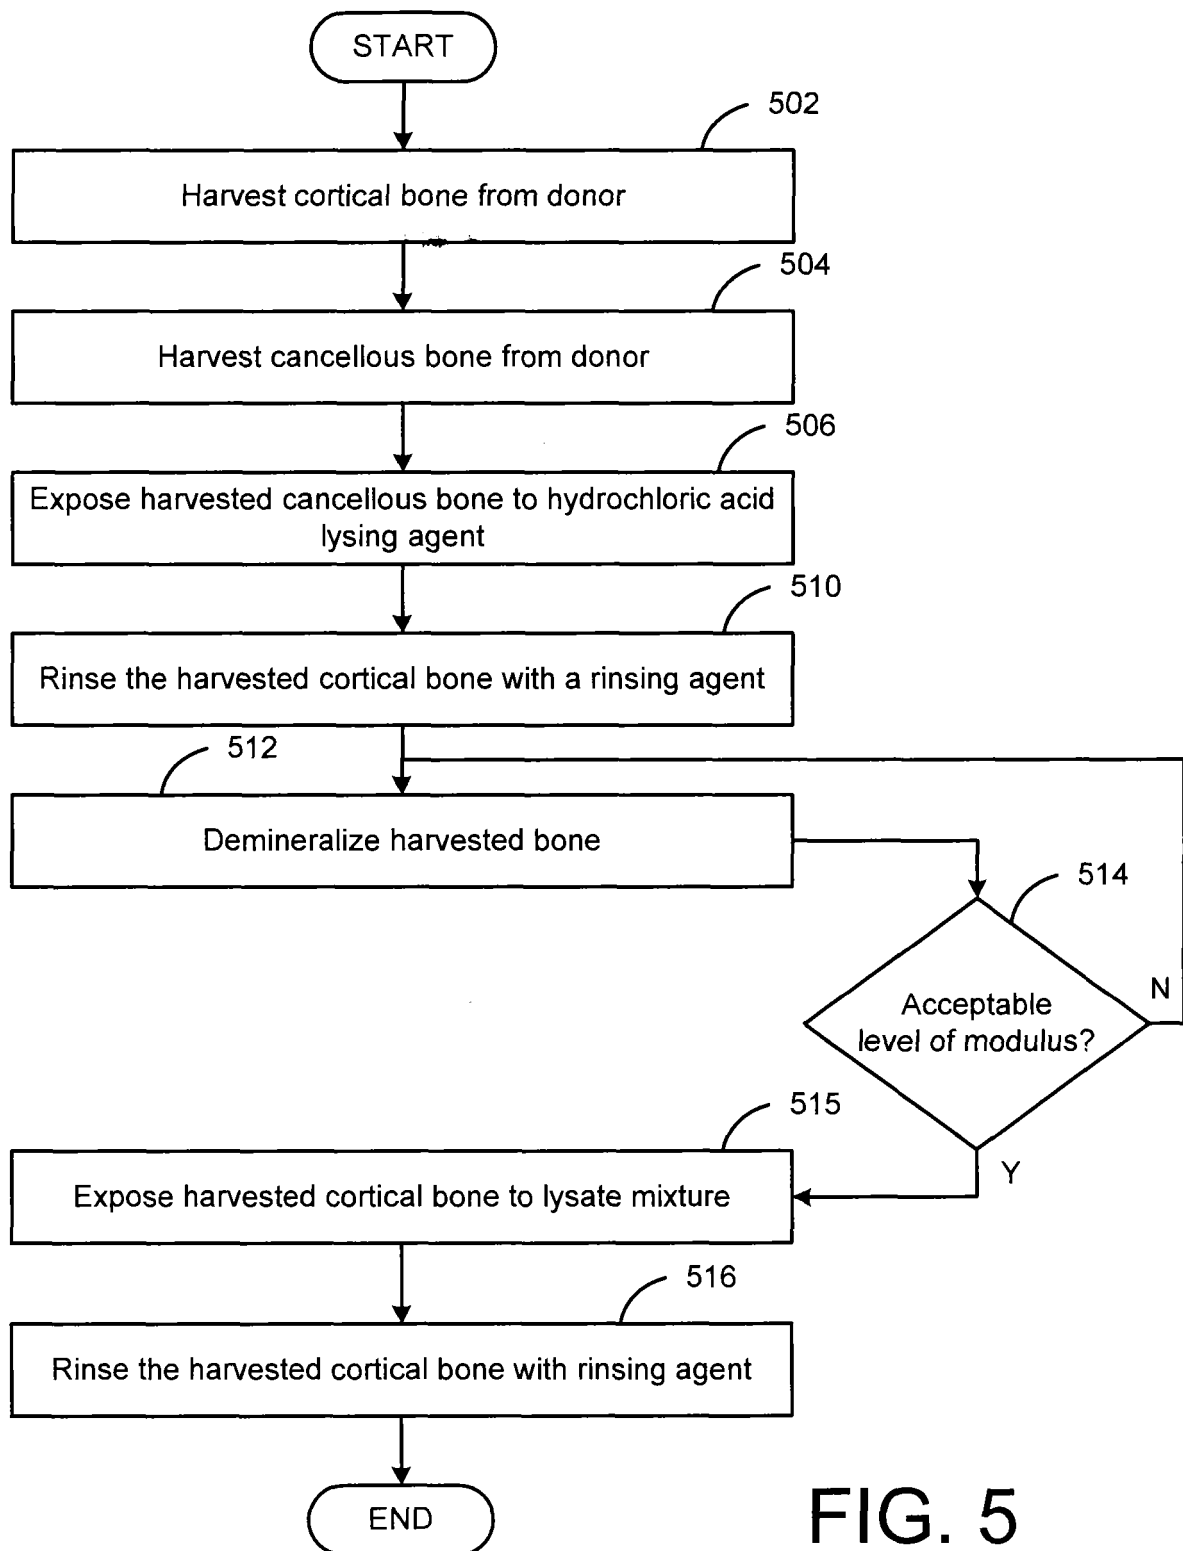 START
502
Harvest cortical bone from donor
504
Harvest cancellous bone from donor
506
Expose harvested cancellous bone to hydrochloric acid
lysing agent
510
Rinse the harvested cortical bone with a rinsing agent
512
Demineralize harvested bone
514
Acceptable
level of modulus?
N
Y
515
Expose harvested cortical bone to lysate mixture
516
Rinse the harvested cortical bone with rinsing agent
END
FIG. 5